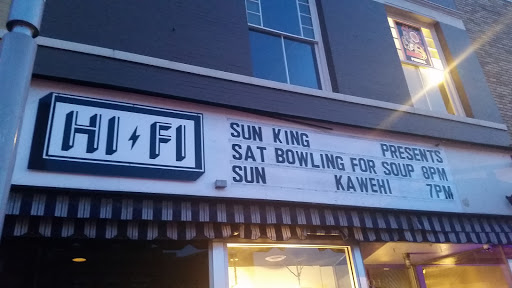 HI FI
SUN KING PRESENTS
SAT BOWLING FOR SOUP 8PM
SUN KAWEHI 7PM